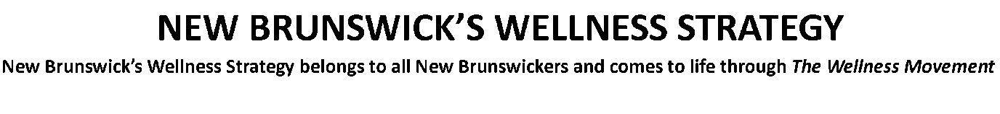 NEW BRUNSWICK’S WELLNESS STRATEGY
New Brunswick’s Wellness Strategy belongs to all New Brunswickers and comes to life through The Wellness Movement